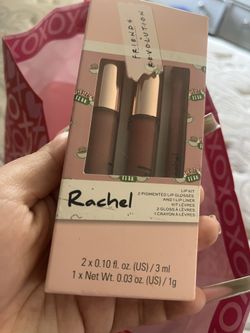 FRIENDS X
REVOLUTION
Rachel
LIP KIT
2 PIGMENTED LIP GLOSSES
AND 1 LIP LINER
KIT LÈVRES
2 GLOSS À LÈVRES
1 CRAYON À LÈVRES
2 x 0.10 fl. oz. (US) / 3 ml
1 x Net Wt. 0.03 oz. (US) / 1g
XOXO